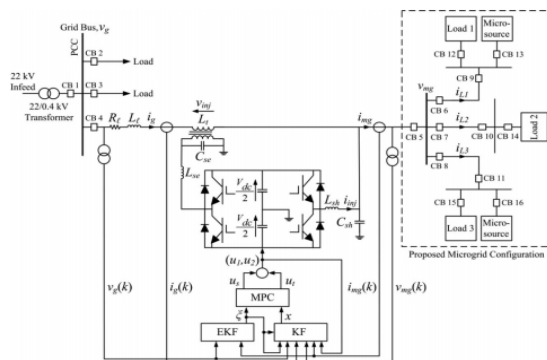 Grid Bus, v_g
PCC
CB 2
Load
22 kV
Infeed
CB 1
CB 3
Load
22/0.4 kV
Transformer
CB 4
R_ℓ
L_ℓ
i_g
v_inj
L_t
C_se
L_se
V_dc
2
V_dc
2
L_sh
i_inj
C_sh
(u_1, u_2)
u_s
u_t
MPC
ξ̂
x
EKF
KF
v_g(k)
i_g(k)
i_mg(k)
v_mg(k)
i_mg
CB 5
v_mg
Load 1
Micro-
source
CB 12
CB 13
CB 9
CB 6
i_L1
i_L2
CB 7
CB 10
CB 14
Load 2
CB 8
i_L3
CB 11
CB 15
CB 16
Load 3
Micro-
source
Proposed Microgrid Configuration